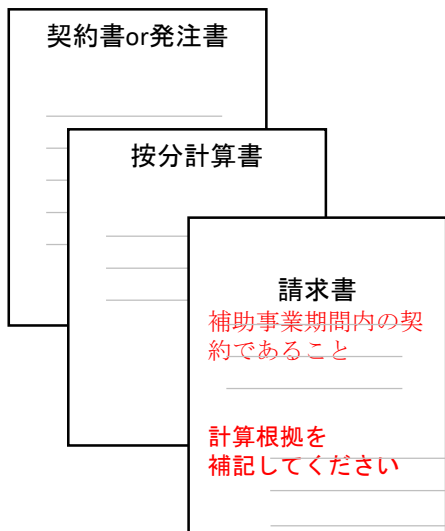 契約書or発注書
按分計算書
請求書
補助事業期間内の契
約であること
計算根拠を
補記してください